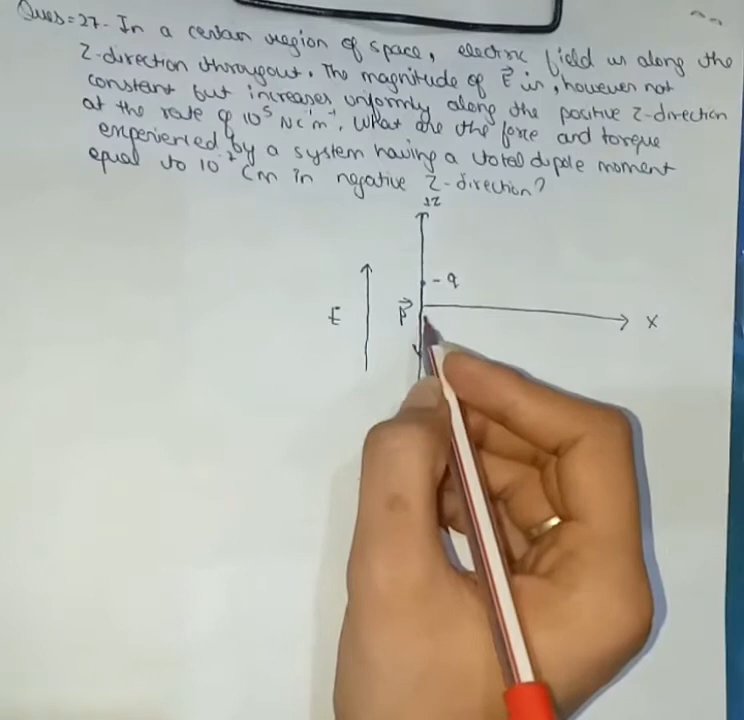 Ques=27- In a certain region of space, electric field is along the
Z-direction througout. The magnitude of E⃗ is, however not
constant but increases uniformly along the positive Z-direction
at the rate of 10⁵ NC⁻¹m⁻¹. What are the force and torque
experienced by a system having a total dipole moment
equal to 10⁻⁷ Cm in negative Z-direction?
Z
-q
E
P⃗
X